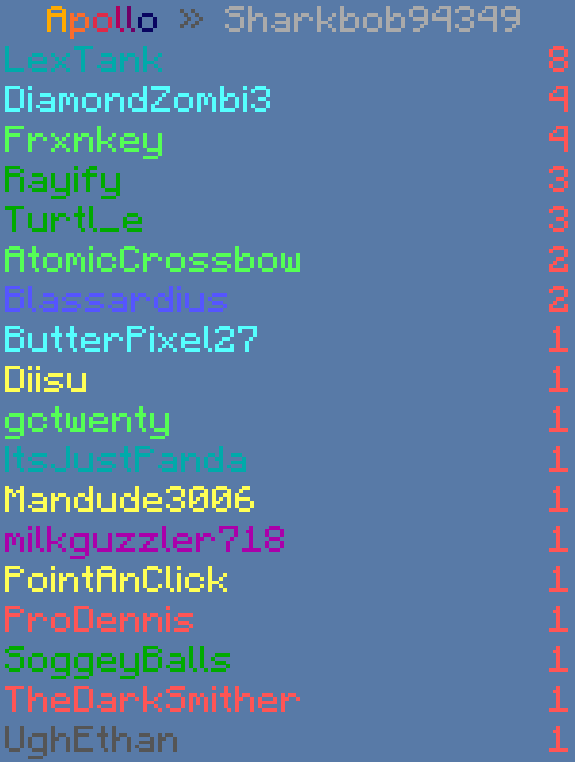 Apollo » Sharkbob94349
LexTank 8
DiamondZombi3 4
Frxnkey 4
Rayify 3
Turtl_e 3
AtomicCrossbow 2
Blassardius 2
ButterPixel27 1
Diisu 1
gctwenty 1
ItsJustPanda 1
Mandude3006 1
milkguzzler718 1
PointAnClick 1
ProDennis 1
SoggeyBalls 1
TheDarkSmither 1
UghEthan 1